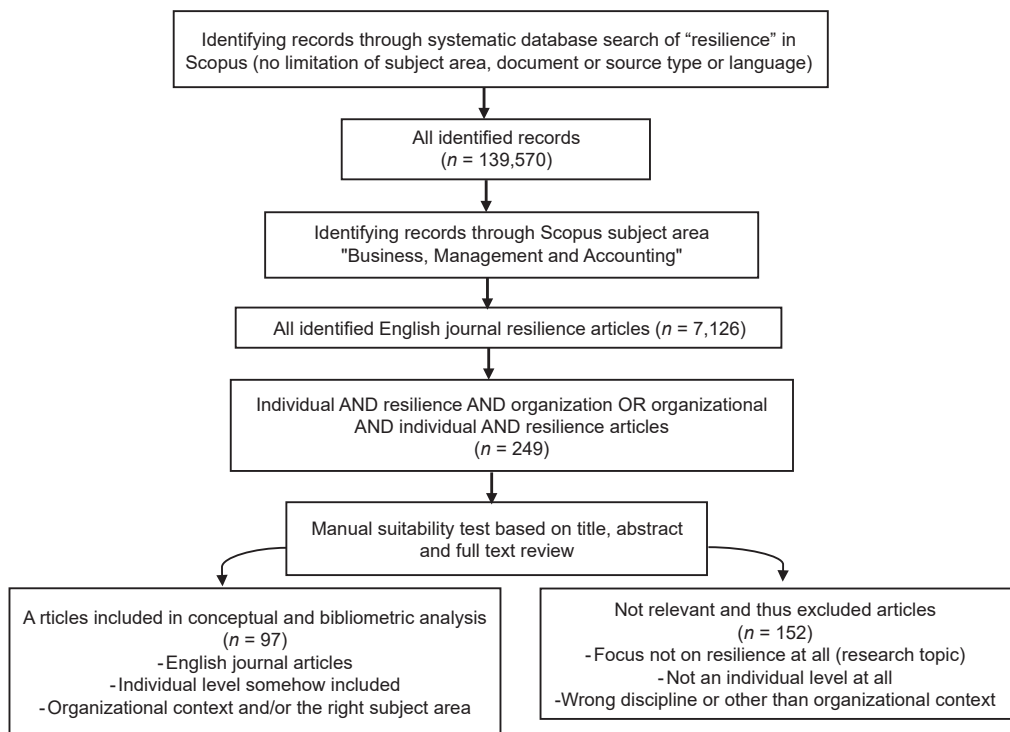 Identifying records through systematic database search of “resilience” in
Scopus (no limitation of subject area, document or source type or language)
All identified records
(n = 139,570)
Identifying records through Scopus subject area
"Business, Management and Accounting"
All identified English journal resilience articles (n = 7,126)
Individual AND resilience AND organization OR organizational
AND individual AND resilience articles
(n = 249)
Manual suitability test based on title, abstract
and full text review
A rticles included in conceptual and bibliometric analysis
(n = 97)
-English journal articles
-Individual level somehow included
-Organizational context and/or the right subject area
Not relevant and thus excluded articles
(n = 152)
-Focus not on resilience at all (research topic)
-Not an individual level at all
-Wrong discipline or other than organizational context